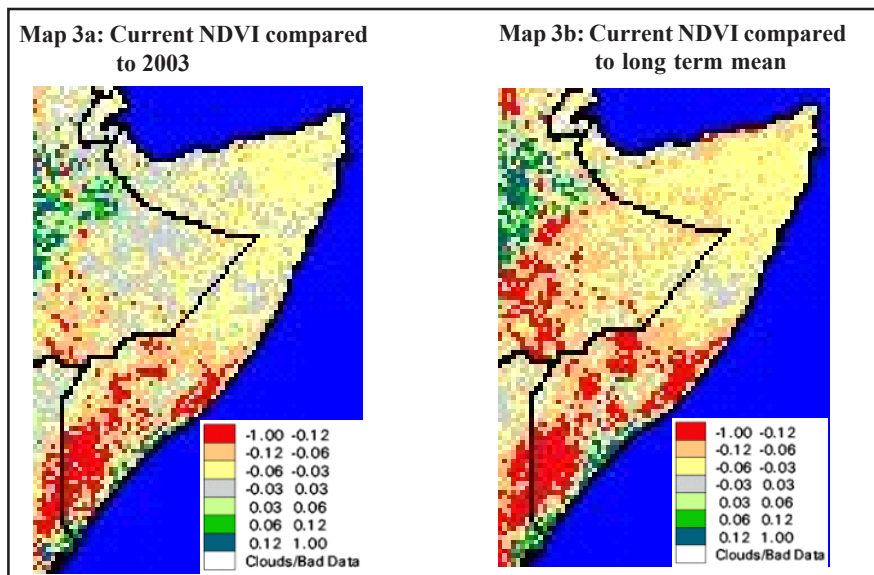 Map 3a: Current NDVI compared
to 2003
Map 3b: Current NDVI compared
to long term mean
-1.00 -0.12
-0.12 -0.06
-0.06 -0.03
-0.03 0.03
0.03 0.06
0.06 0.12
0.12 1.00
Clouds/Bad Data
-1.00 -0.12
-0.12 -0.06
-0.06 -0.03
-0.03 0.03
0.03 0.06
0.06 0.12
0.12 1.00
Clouds/Bad Data